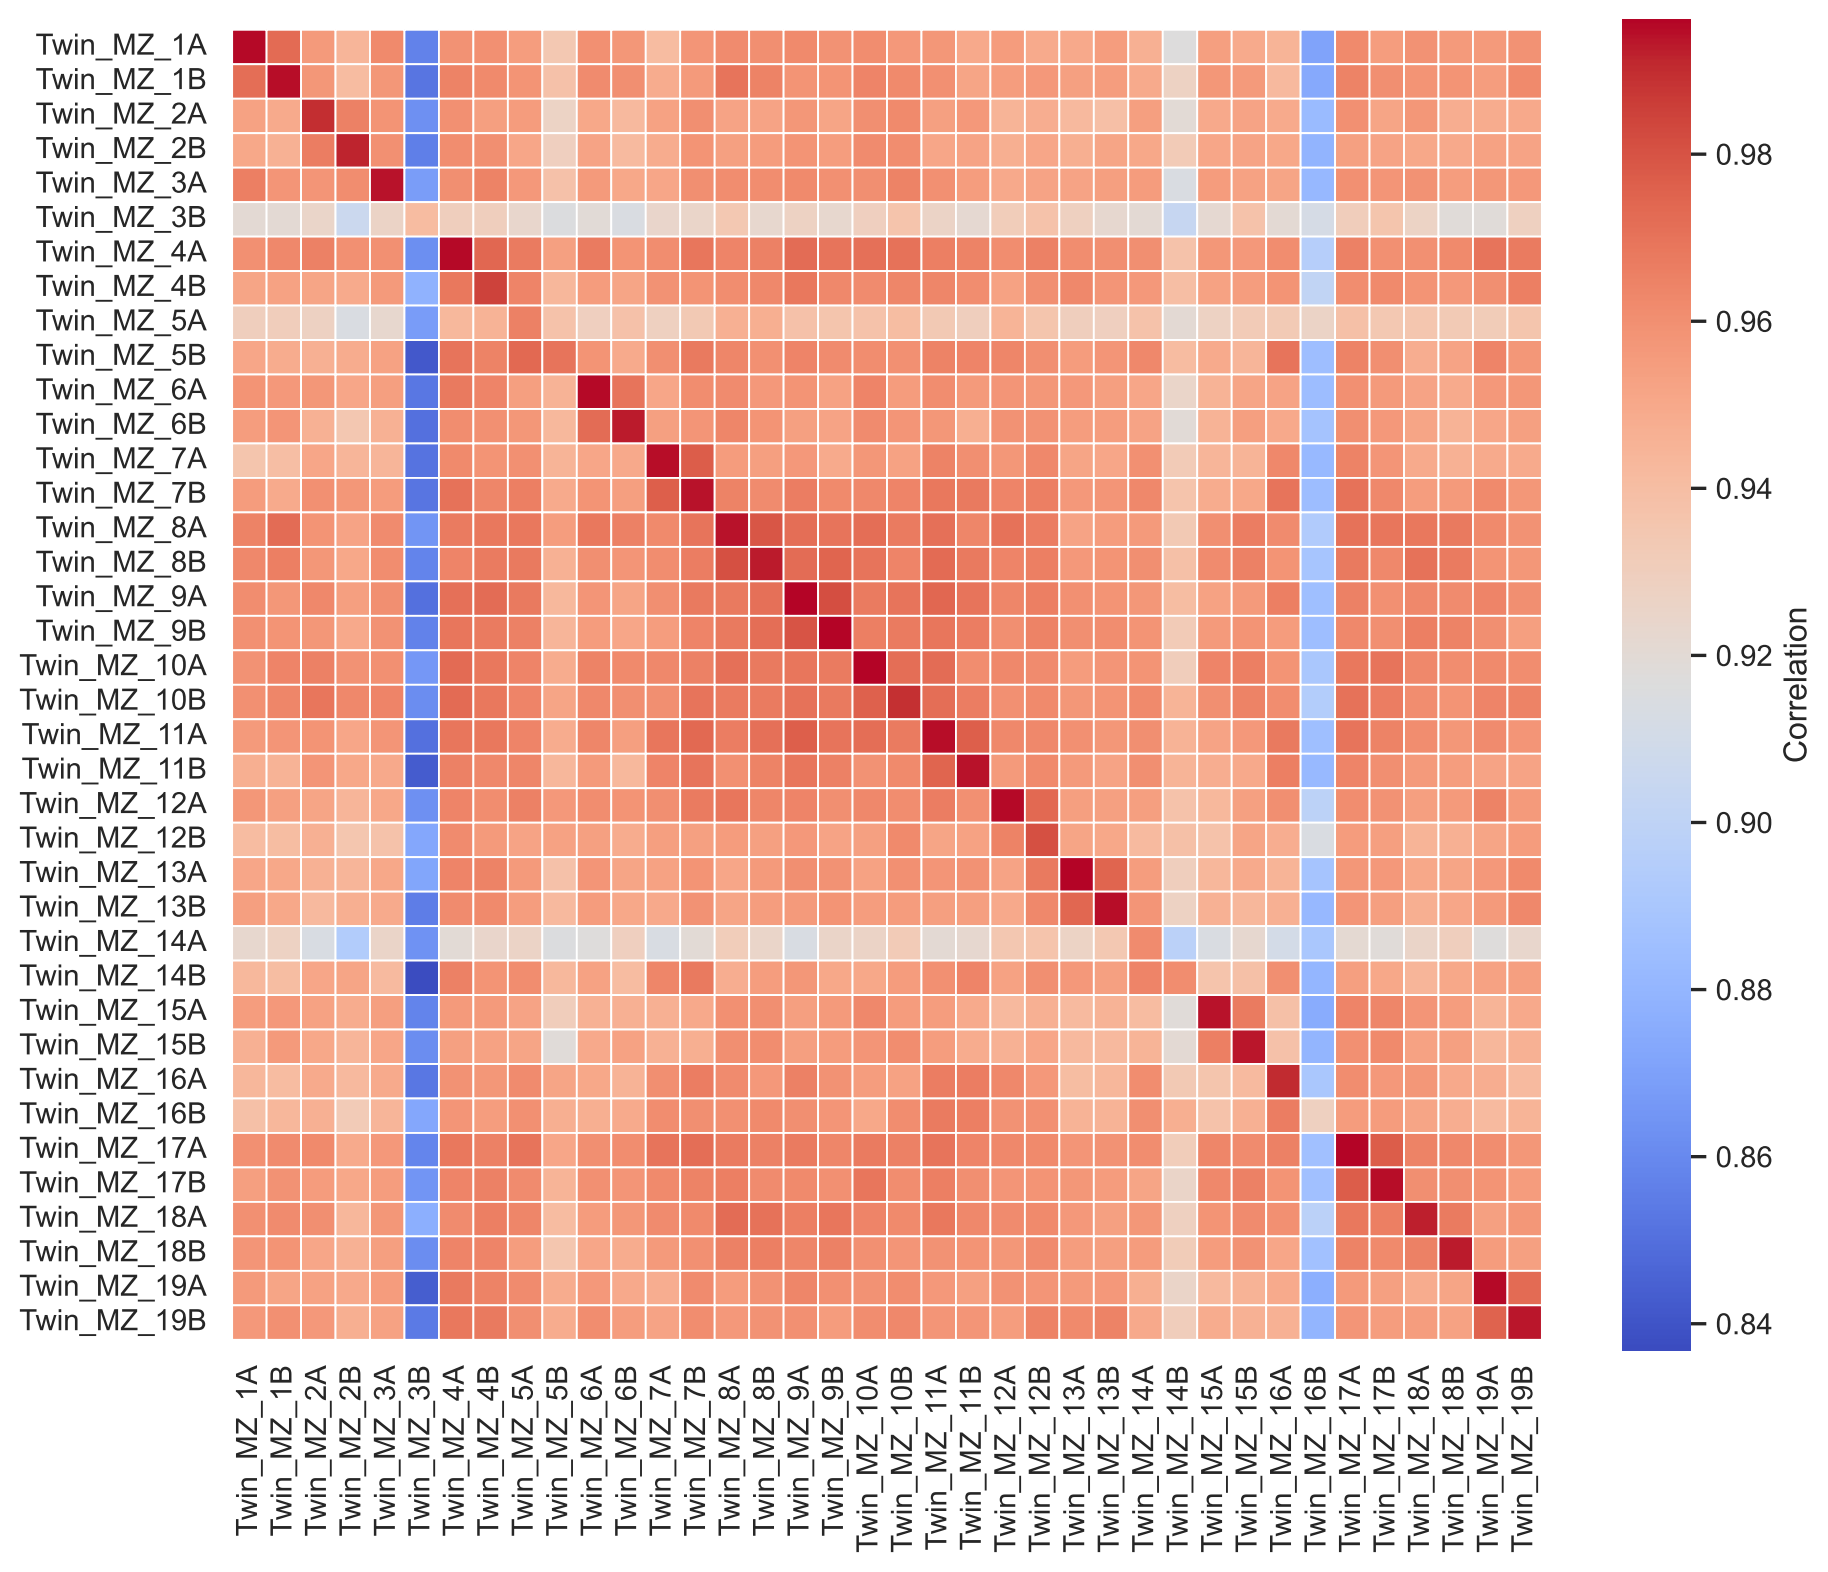 Twin_MZ_1A
Twin_MZ_1B
Twin_MZ_2A
Twin_MZ_2B
Twin_MZ_3A
Twin_MZ_3B
Twin_MZ_4A
Twin_MZ_4B
Twin_MZ_5A
Twin_MZ_5B
Twin_MZ_6A
Twin_MZ_6B
Twin_MZ_7A
Twin_MZ_7B
Twin_MZ_8A
Twin_MZ_8B
Twin_MZ_9A
Twin_MZ_9B
Twin_MZ_10A
Twin_MZ_10B
Twin_MZ_11A
Twin_MZ_11B
Twin_MZ_12A
Twin_MZ_12B
Twin_MZ_13A
Twin_MZ_13B
Twin_MZ_14A
Twin_MZ_14B
Twin_MZ_15A
Twin_MZ_15B
Twin_MZ_16A
Twin_MZ_16B
Twin_MZ_17A
Twin_MZ_17B
Twin_MZ_18A
Twin_MZ_18B
Twin_MZ_19A
Twin_MZ_19B
Twin_MZ_1A
Twin_MZ_1B
Twin_MZ_2A
Twin_MZ_2B
Twin_MZ_3A
Twin_MZ_3B
Twin_MZ_4A
Twin_MZ_4B
Twin_MZ_5A
Twin_MZ_5B
Twin_MZ_6A
Twin_MZ_6B
Twin_MZ_7A
Twin_MZ_7B
Twin_MZ_8A
Twin_MZ_8B
Twin_MZ_9A
Twin_MZ_9B
Twin_MZ_10A
Twin_MZ_10B
Twin_MZ_11A
Twin_MZ_11B
Twin_MZ_12A
Twin_MZ_12B
Twin_MZ_13A
Twin_MZ_13B
Twin_MZ_14A
Twin_MZ_14B
Twin_MZ_15A
Twin_MZ_15B
Twin_MZ_16A
Twin_MZ_16B
Twin_MZ_17A
Twin_MZ_17B
Twin_MZ_18A
Twin_MZ_18B
Twin_MZ_19A
Twin_MZ_19B
0.98
0.96
0.94
0.92
0.90
0.88
0.86
0.84
Correlation